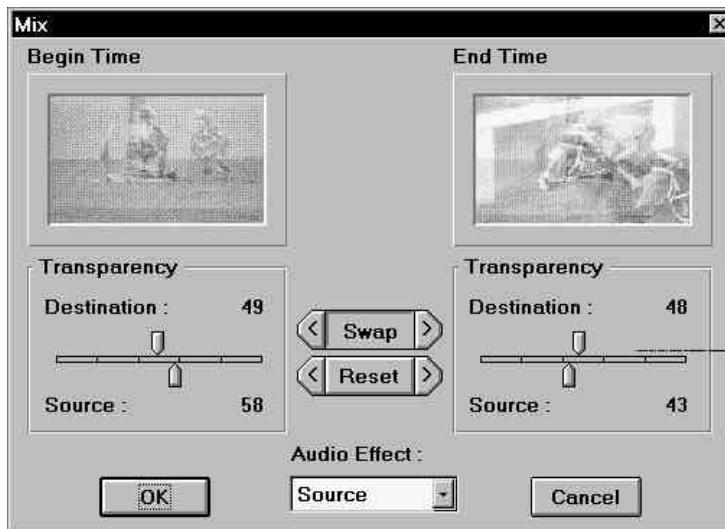 Mix
Begin Time
End Time
Transparency
Destination : 49
Source : 58
< Swap >
< Reset >
Transparency
Destination : 48
Source : 43
Audio Effect :
Source
OK
Cancel